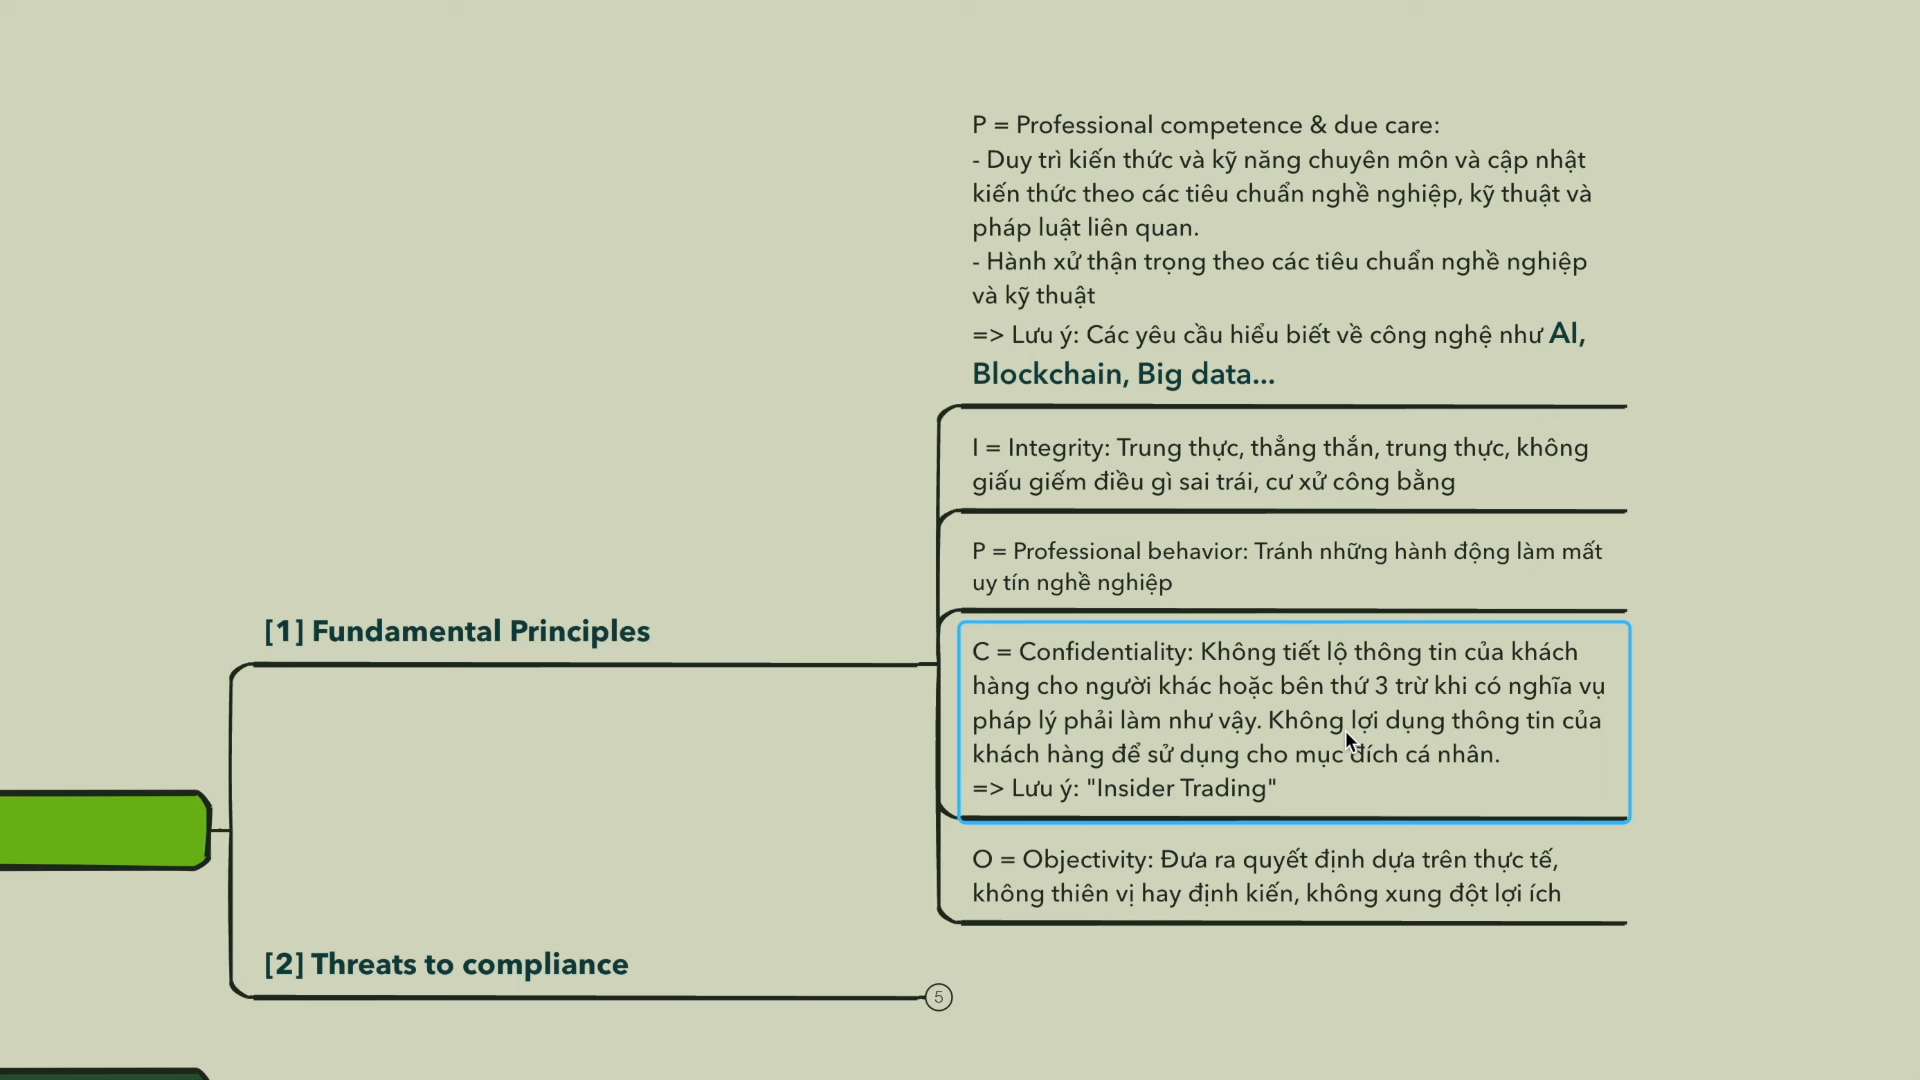 P = Professional competence & due care:
- Duy trì kiến thức và kỹ năng chuyên môn và cập nhật
kiến thức theo các tiêu chuẩn nghề nghiệp, kỹ thuật và
pháp luật liên quan.
- Hành xử thận trọng theo các tiêu chuẩn nghề nghiệp
và kỹ thuật
=> Lưu ý: Các yêu cầu hiểu biết về công nghệ như AI,
Blockchain, Big data...
I = Integrity: Trung thực, thẳng thắn, trung thực, không
giấu giếm điều gì sai trái, cư xử công bằng
P = Professional behavior: Tránh những hành động làm mất
uy tín nghề nghiệp
[1] Fundamental Principles
C = Confidentiality: Không tiết lộ thông tin của khách
hàng cho người khác hoặc bên thứ 3 trừ khi có nghĩa vụ
pháp lý phải làm như vậy. Không lợi dụng thông tin của
khách hàng để sử dụng cho mục đích cá nhân.
=> Lưu ý: "Insider Trading"
O = Objectivity: Đưa ra quyết định dựa trên thực tế,
không thiên vị hay định kiến, không xung đột lợi ích
[2] Threats to compliance
5